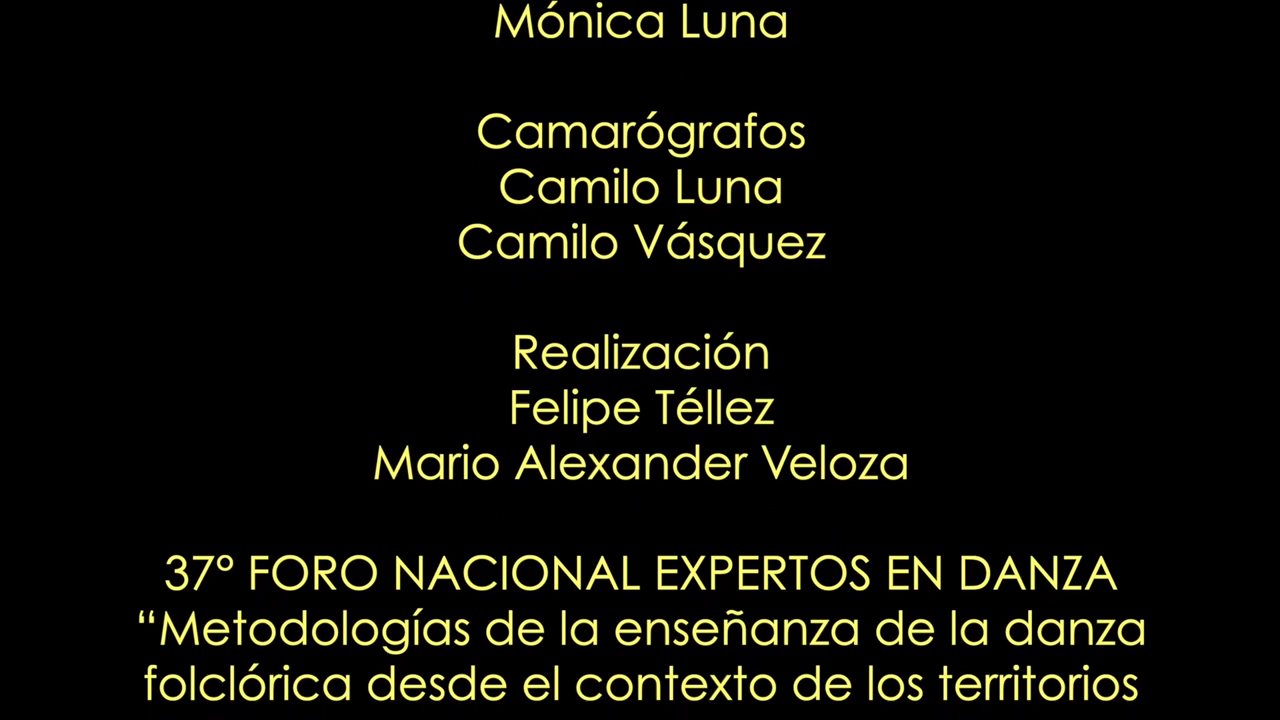 Mónica Luna
Camarógrafos
Camilo Luna
Camilo Vásquez
Realización
Felipe Téllez
Mario Alexander Veloza
37° FORO NACIONAL EXPERTOS EN DANZA
“Metodologías de la enseñanza de la danza
folclórica desde el contexto de los territorios